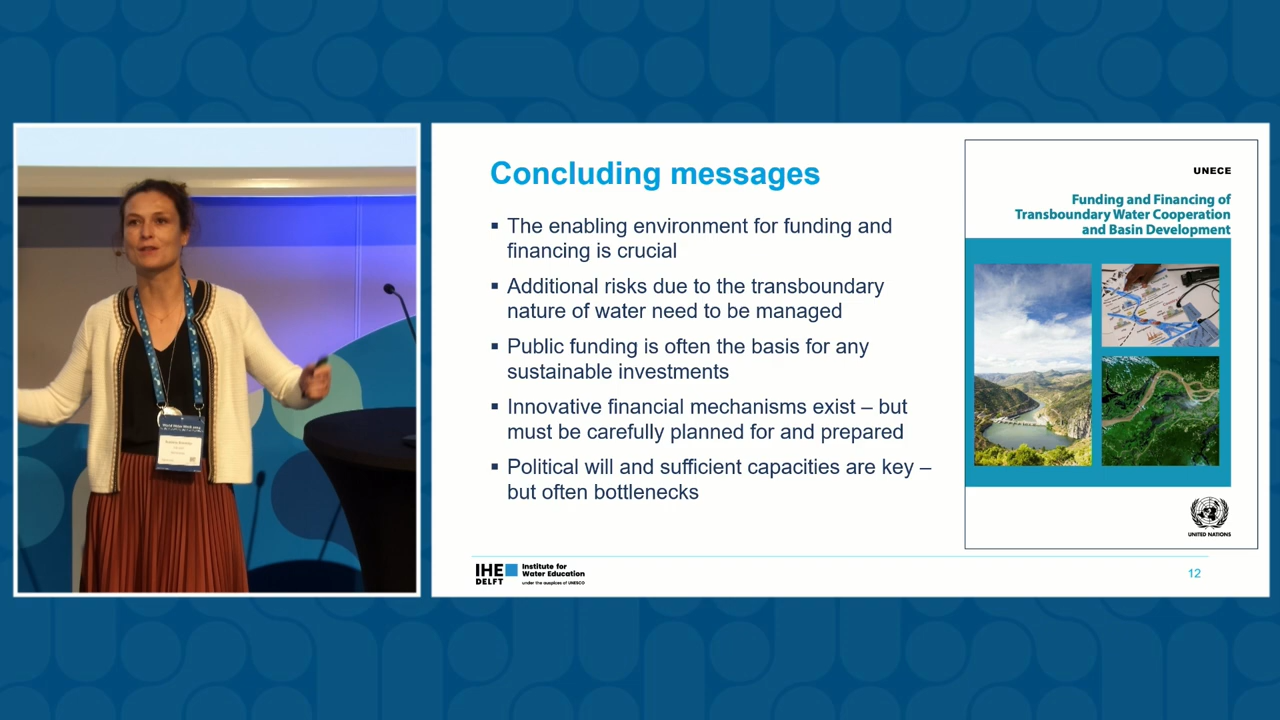 Concluding messages
▪ The enabling environment for funding and
financing is crucial
▪ Additional risks due to the transboundary
nature of water need to be managed
▪ Public funding is often the basis for any
sustainable investments
▪ Innovative financial mechanisms exist – but
must be carefully planned for and prepared
▪ Political will and sufficient capacities are key –
but often bottlenecks
UNECE
Funding and Financing of
Transboundary Water Cooperation
and Basin Development
UNITED NATIONS
IHE
DELFT
Institute for
Water Education
under the auspices of UNESCO
12